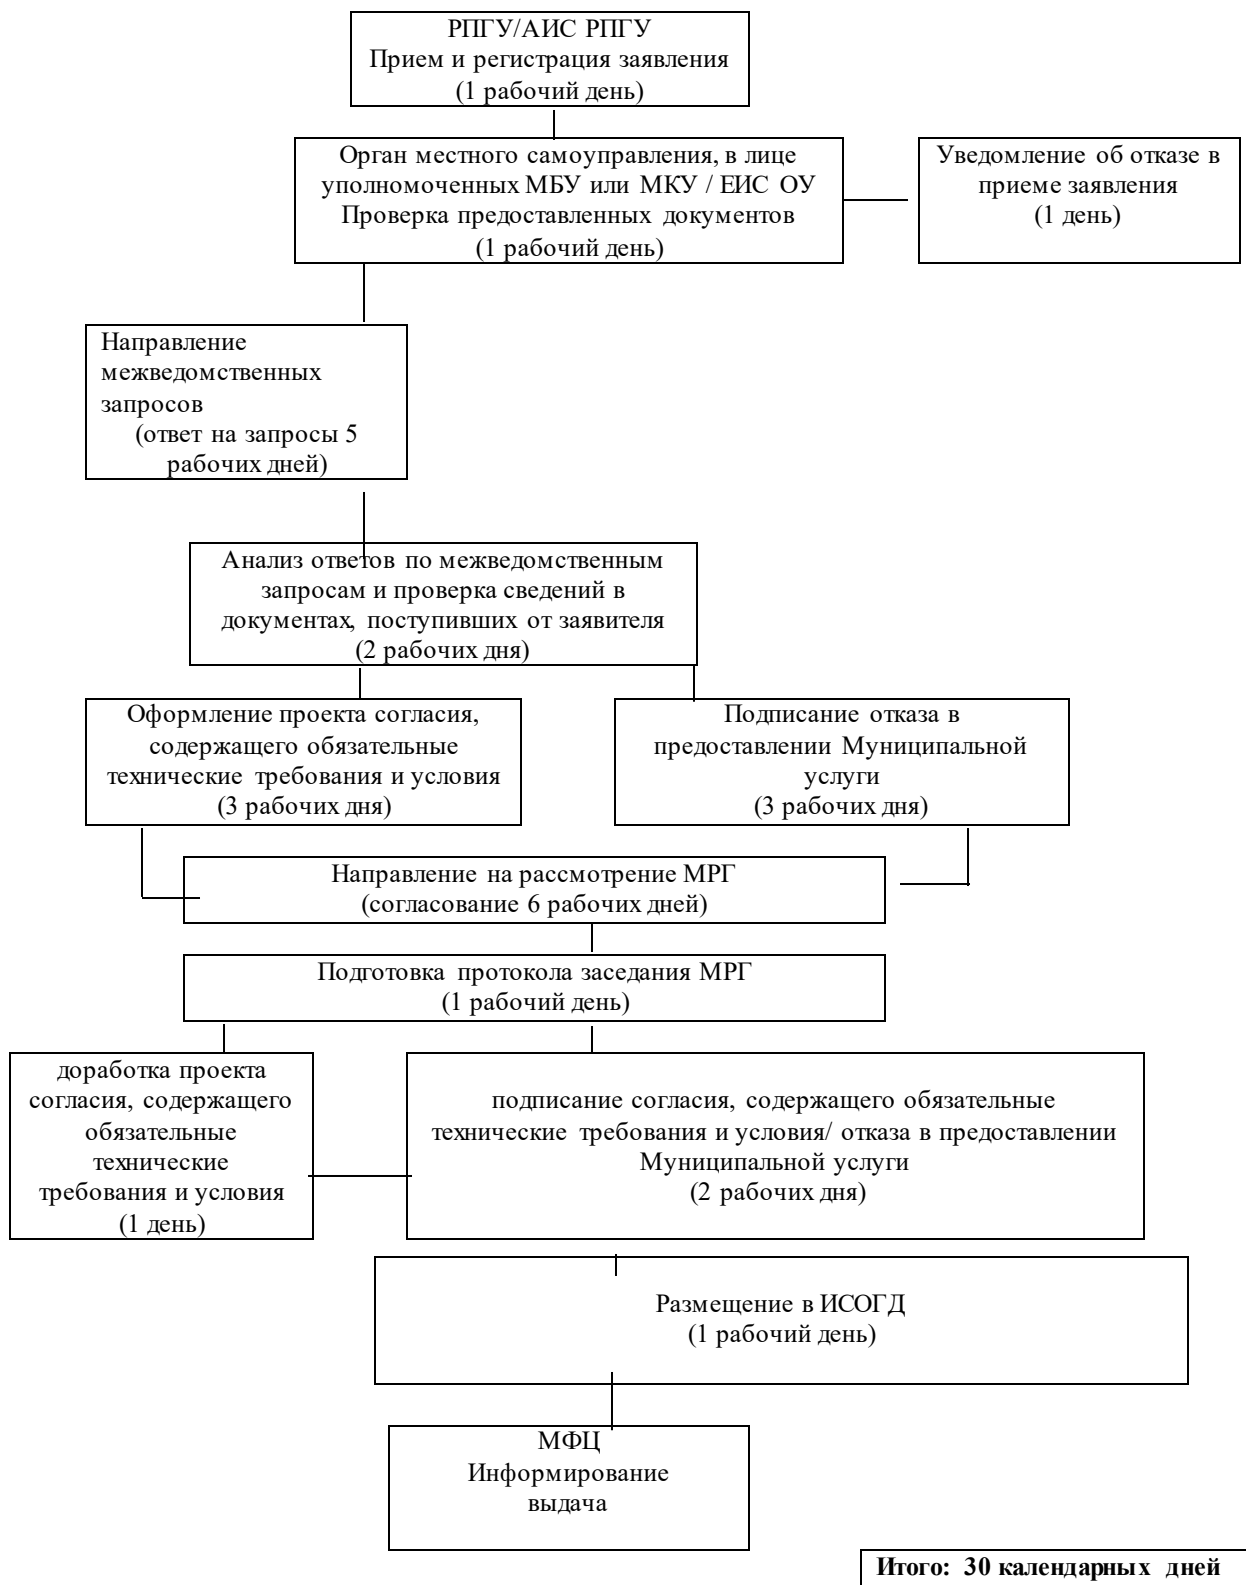 РПГУ/АИС РПГУ
Прием и регистрация заявления
(1 рабочий день)
Орган местного самоуправления, в лице
уполномоченных МБУ или МКУ / ЕИС ОУ
Проверка предоставленных документов
(1 рабочий день)
Уведомление об отказе в
приеме заявления
(1 день)
Направление
межведомственных
запросов
(ответ на запросы 5
рабочих дней)
Анализ ответов по межведомственным
запросам и проверка сведений в
документах, поступивших от заявителя
(2 рабочих дня)
Оформление проекта согласия,
содержащего обязательные
технические требования и условия
(3 рабочих дня)
Подписание отказа в
предоставлении Муниципальной
услуги
(3 рабочих дня)
Направление на рассмотрение МРГ
(согласование 6 рабочих дней)
Подготовка протокола заседания МРГ
(1 рабочий день)
доработка проекта
согласия, содержащего
обязательные
технические
требования и условия
(1 день)
подписание согласия, содержащего обязательные
технические требования и условия/ отказа в предоставлении
Муниципальной услуги
(2 рабочих дня)
Размещение в ИСОГД
(1 рабочий день)
МФЦ
Информирование
выдача
Итого: 30 календарных дней